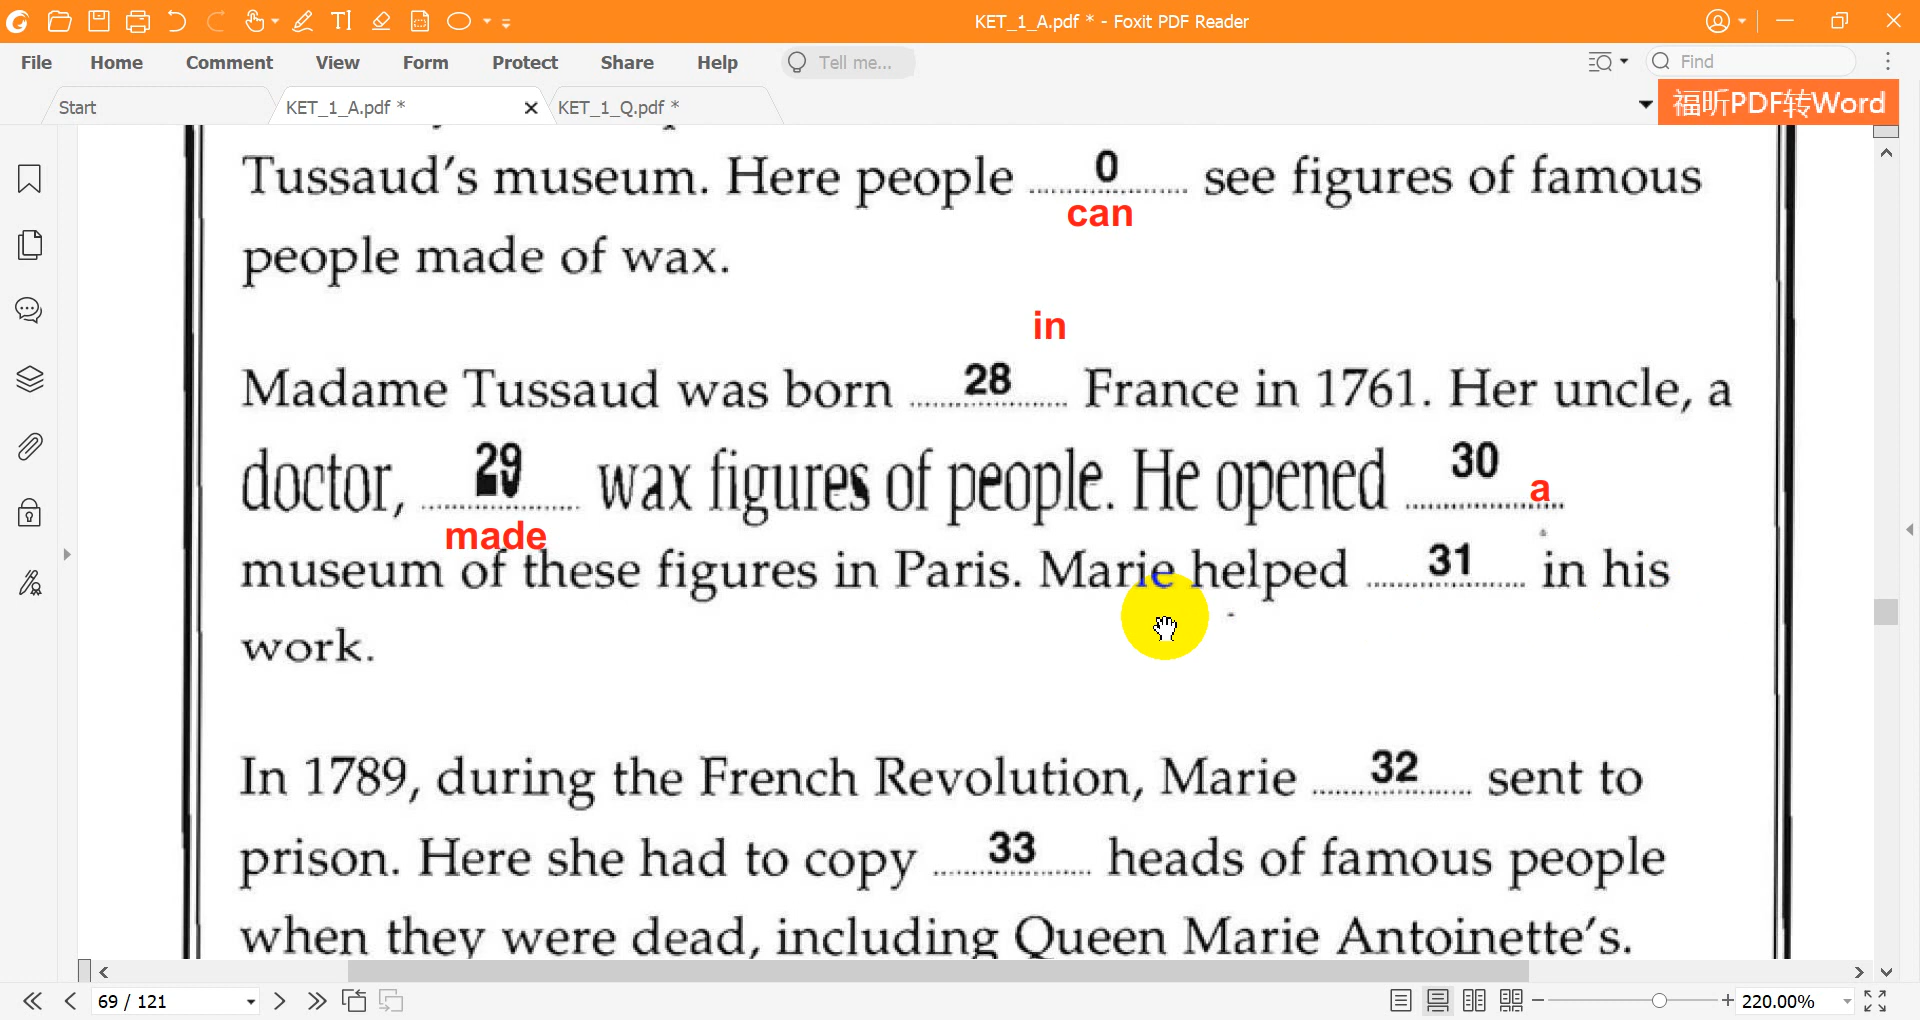 KET_1_A.pdf * - Foxit PDF Reader
File Home Comment View Form Protect Share Help Tell me... Find
Start KET_1_A.pdf * KET_1_Q.pdf * 福昕PDF转Word
Tussaud's museum. Here people 0 see figures of famous
can
people made of wax.
in
Madame Tussaud was born 28 France in 1761. Her uncle, a
doctor, 29 wax figures of people. He opened 30 a
made
museum of these figures in Paris. Marie helped 31 in his
work.
In 1789, during the French Revolution, Marie 32 sent to
prison. Here she had to copy 33 heads of famous people
when they were dead, including Queen Marie Antoinette's.
69 / 121 220.00%